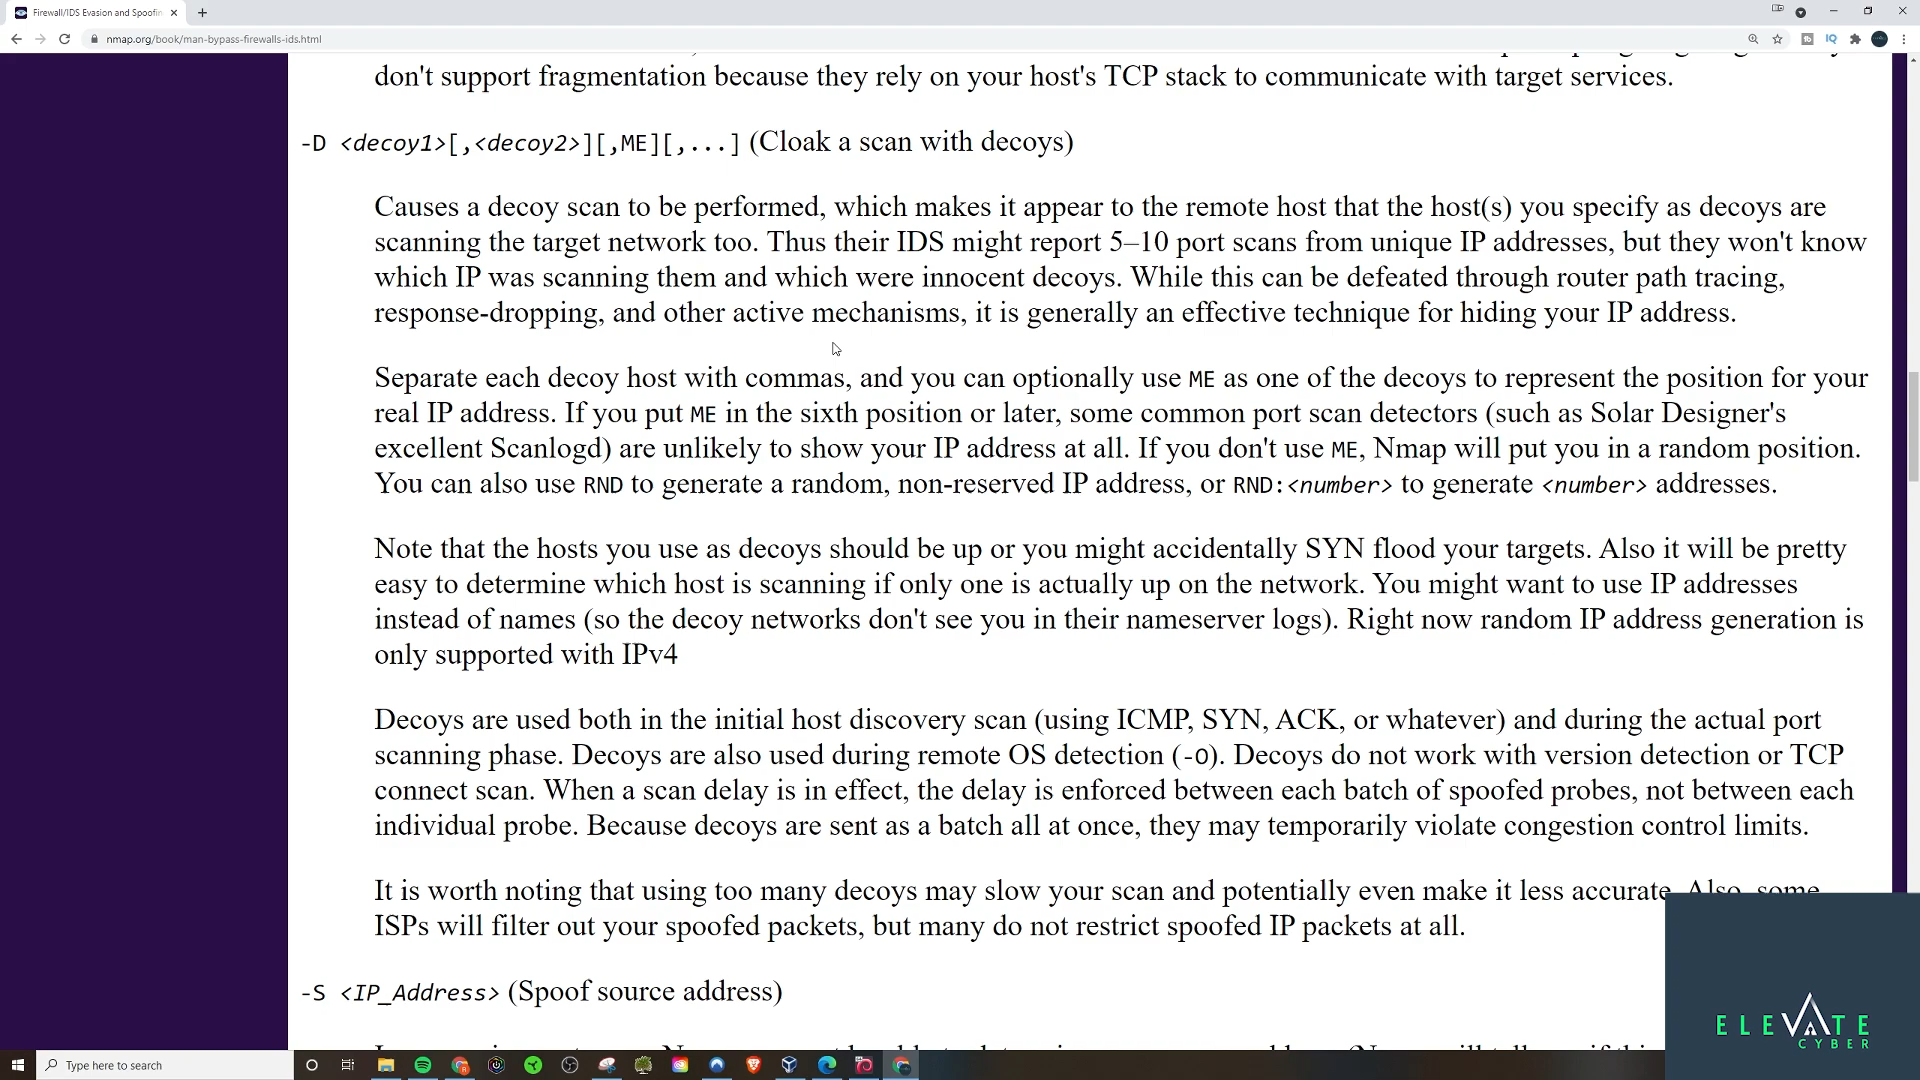 Firewall/IDS Evasion and Spoofin
nmap.org/book/man-bypass-firewalls-ids.html
don't support fragmentation because they rely on your host's TCP stack to communicate with target services.
-D <decoy1>[,<decoy2>][,ME][,...] (Cloak a scan with decoys)
Causes a decoy scan to be performed, which makes it appear to the remote host that the host(s) you specify as decoys are
scanning the target network too. Thus their IDS might report 5–10 port scans from unique IP addresses, but they won't know
which IP was scanning them and which were innocent decoys. While this can be defeated through router path tracing,
response-dropping, and other active mechanisms, it is generally an effective technique for hiding your IP address.
Separate each decoy host with commas, and you can optionally use ME as one of the decoys to represent the position for your
real IP address. If you put ME in the sixth position or later, some common port scan detectors (such as Solar Designer's
excellent Scanlogd) are unlikely to show your IP address at all. If you don't use ME, Nmap will put you in a random position.
You can also use RND to generate a random, non-reserved IP address, or RND:<number> to generate <number> addresses.
Note that the hosts you use as decoys should be up or you might accidentally SYN flood your targets. Also it will be pretty
easy to determine which host is scanning if only one is actually up on the network. You might want to use IP addresses
instead of names (so the decoy networks don't see you in their nameserver logs). Right now random IP address generation is
only supported with IPv4
Decoys are used both in the initial host discovery scan (using ICMP, SYN, ACK, or whatever) and during the actual port
scanning phase. Decoys are also used during remote OS detection (-O). Decoys do not work with version detection or TCP
connect scan. When a scan delay is in effect, the delay is enforced between each batch of spoofed probes, not between each
individual probe. Because decoys are sent as a batch all at once, they may temporarily violate congestion control limits.
It is worth noting that using too many decoys may slow your scan and potentially even make it less accurate. Also, some
ISPs will filter out your spoofed packets, but many do not restrict spoofed IP packets at all.
-S <IP_Address> (Spoof source address)
ELEVATE
CYBER
Type here to search